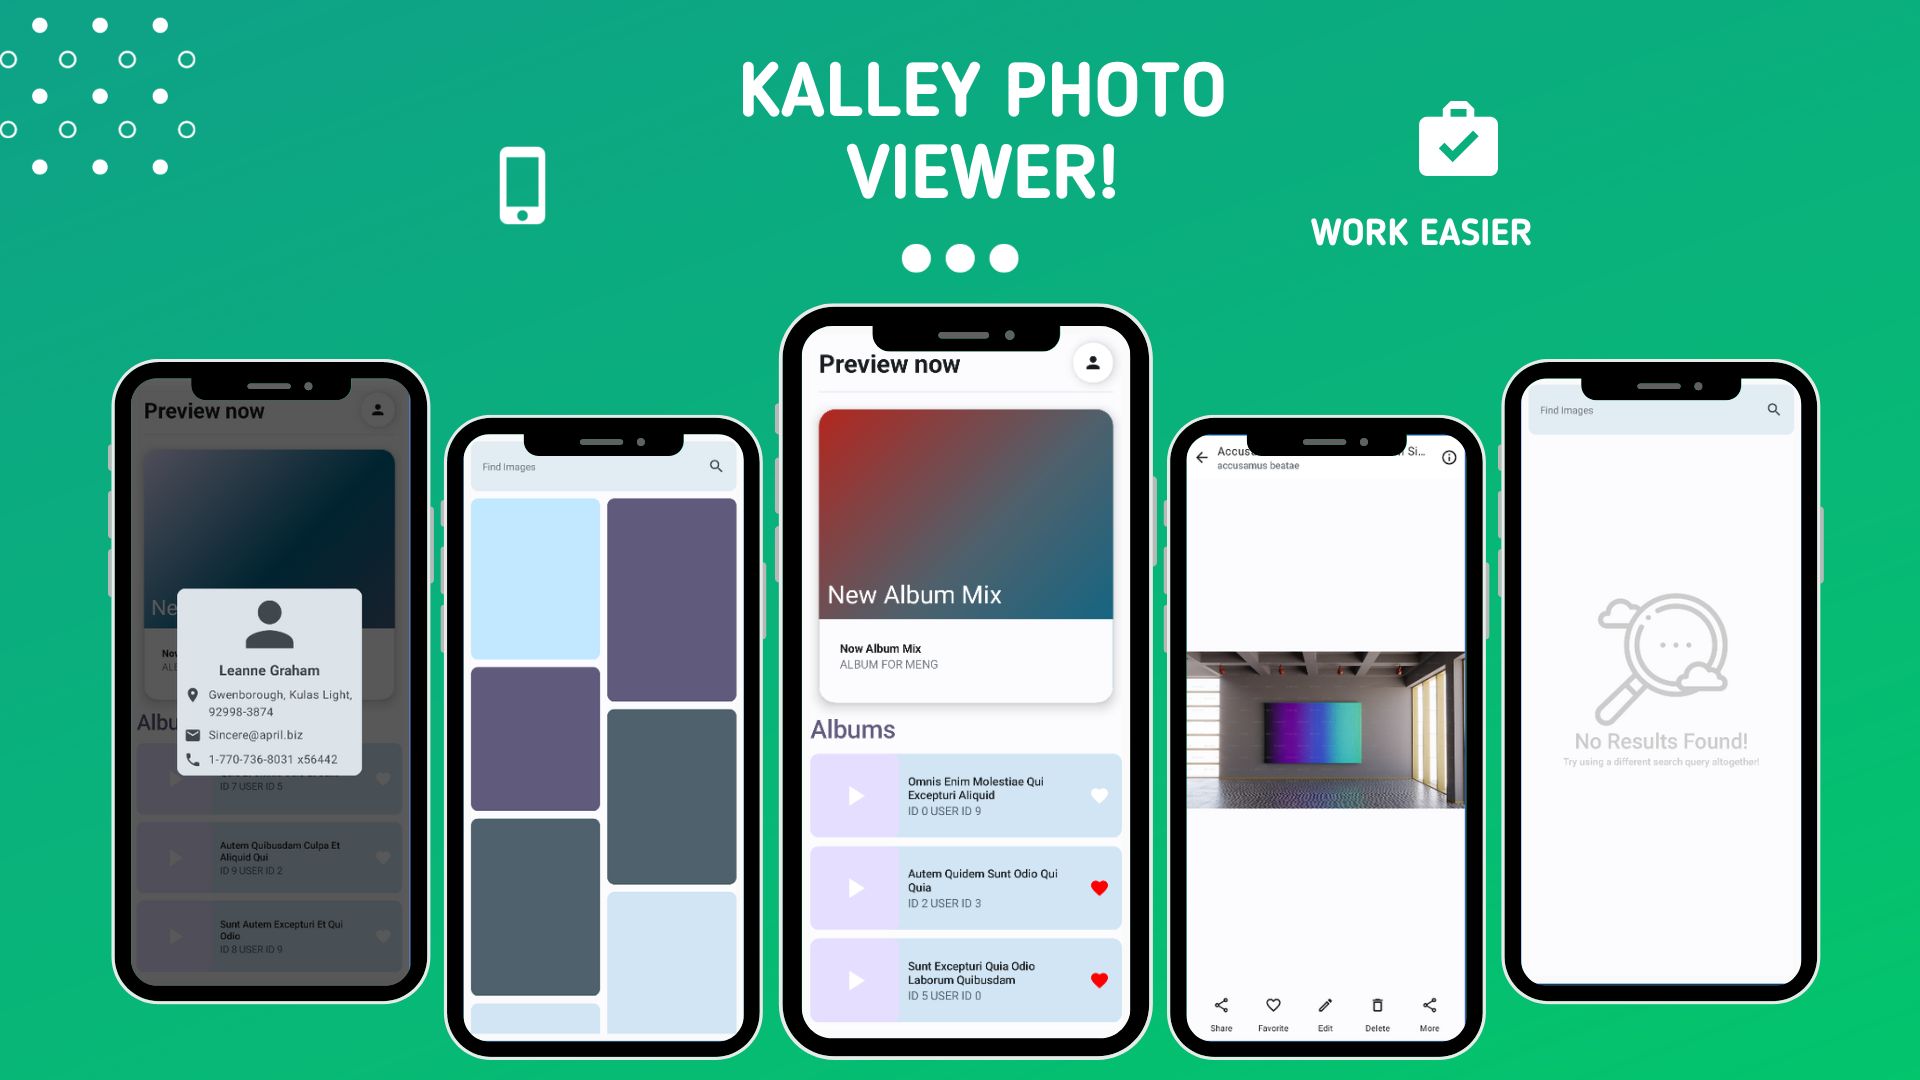 KALLEY PHOTO
VIEWER!
WORK EASIER
Preview now
Ne
Now
ALB
Leanne Graham
Gwenborough, Kulas Light,
92998-3874
Sincere@april.biz
1-770-736-8031 x56442
Albu
ID 7 USER ID 5
Autem Quibusdam Culpa Et
Aliquid Qui
ID 9 USER ID 2
Sunt Autem Excepturi Et Qui
Odio
ID 8 USER ID 9
Find Images
Preview now
New Album Mix
Now Album Mix
ALBUM FOR MENG
Albums
Omnis Enim Molestiae Qui
Excepturi Aliquid
ID 0 USER ID 9
Autem Quidem Sunt Odio Qui
Quia
ID 2 USER ID 3
Sunt Excepturi Quia Odio
Laborum Quibusdam
ID 5 USER ID 0
Accus Si...
accusamus beatae
Share Favorite Edit Delete More
Find Images
No Results Found!
Try using a different search query altogether!